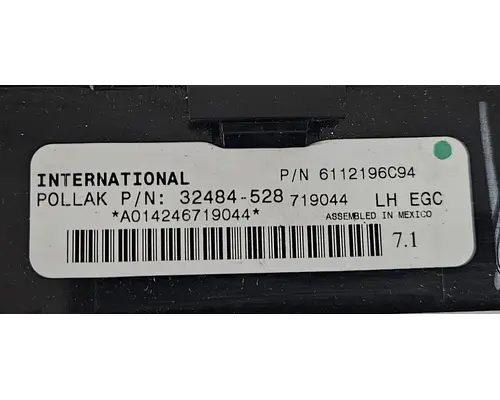 INTERNATIONAL P/N 6112196C94
POLLAK P/N: 32484-528 719044 LH EGC
*A014246719044* ASSEMBLED IN MEXICO
7.1